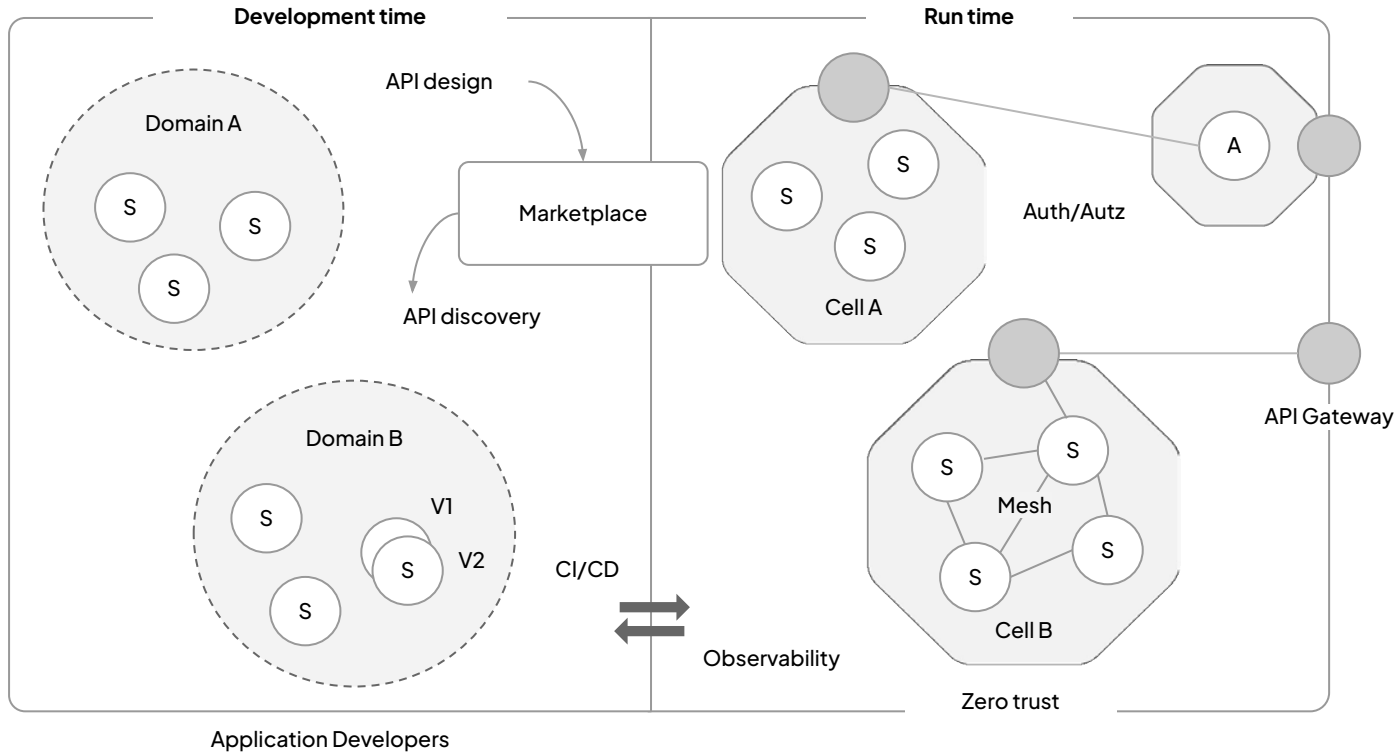 Development time
Run time
API design
Domain A
S
S
S
Marketplace
API discovery
S
S
S
Cell A
A
Auth/Autz
API Gateway
Domain B
V1
S
V2
S
S
S
S
Mesh
S
S
Cell B
CI/CD
Observability
Zero trust
Application Developers